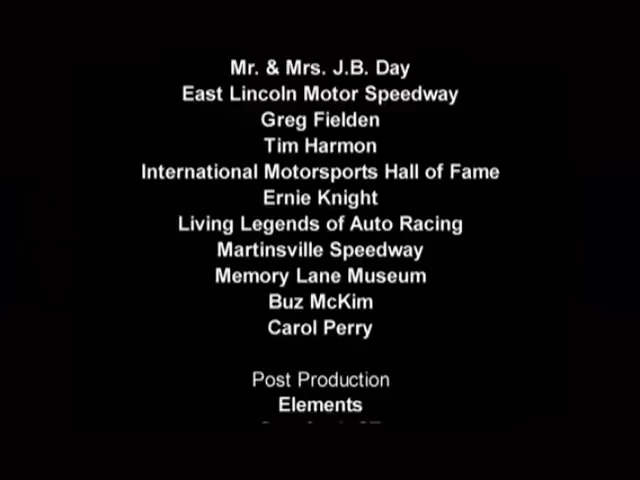 Mr. & Mrs. J.B. Day
East Lincoln Motor Speedway
Greg Fielden
Tim Harmon
International Motorsports Hall of Fame
Ernie Knight
Living Legends of Auto Racing
Martinsville Speedway
Memory Lane Museum
Buz McKim
Carol Perry
Post Production
Elements